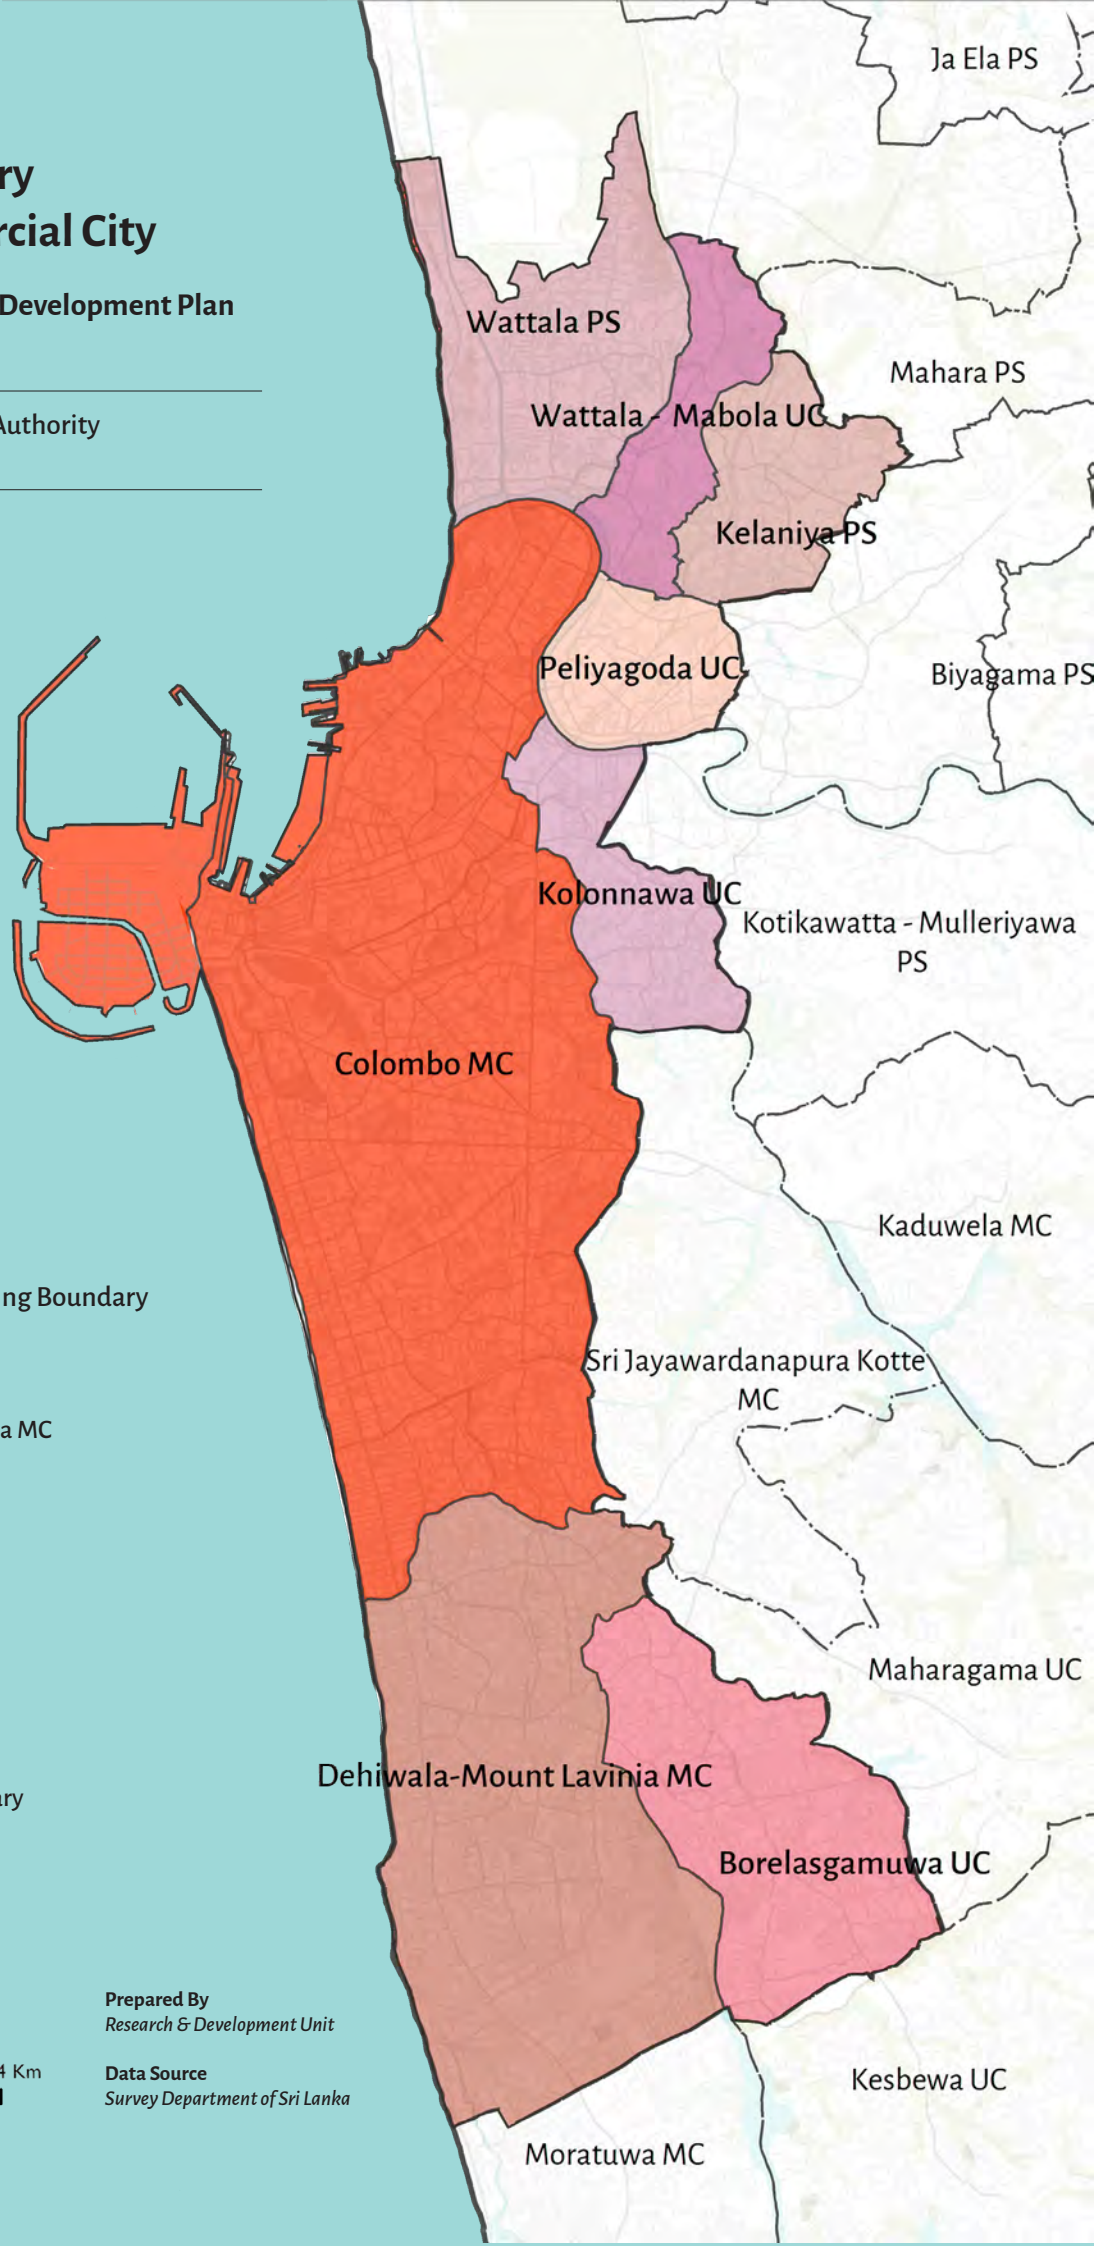 Ja Ela PS
ry
rcial City
Development Plan
Wattala PS
Mahara PS
Wattala - Mabola UC
Authority
Kelaniya PS
Peliyagoda UC
Biyagama PS
Kolonnawa UC
Kotikawatta - Mulleriyawa
PS
Colombo MC
Kaduwela MC
ng Boundary
Sri Jayawardanapura Kotte
MC
a MC
Maharagama UC
Dehiwala-Mount Lavinia MC
ary
Borelasgamuwa UC
Prepared By
Research & Development Unit
4 Km
Data Source
Survey Department of Sri Lanka
Kesbewa UC
Moratuwa MC